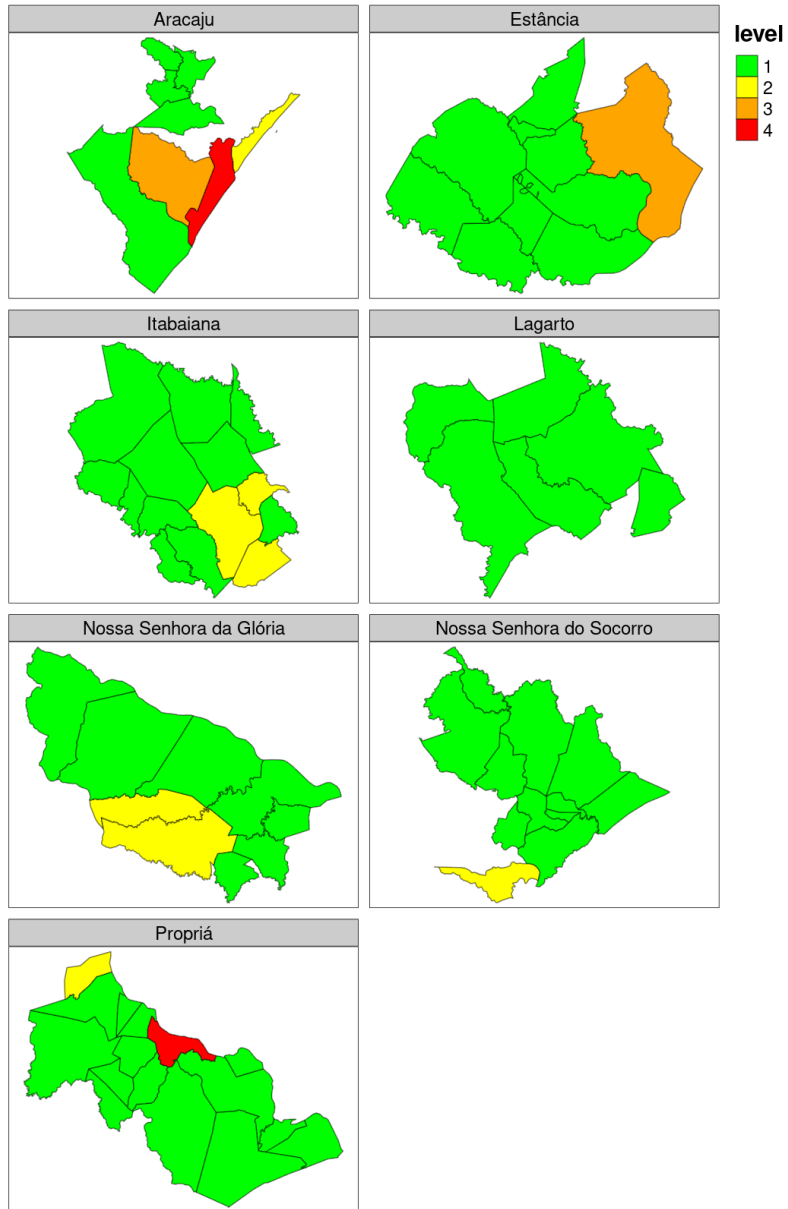 Aracaju
Estância
level
1
2
3
4
Itabaiana
Lagarto
Nossa Senhora da Glória
Nossa Senhora do Socorro
Propriá